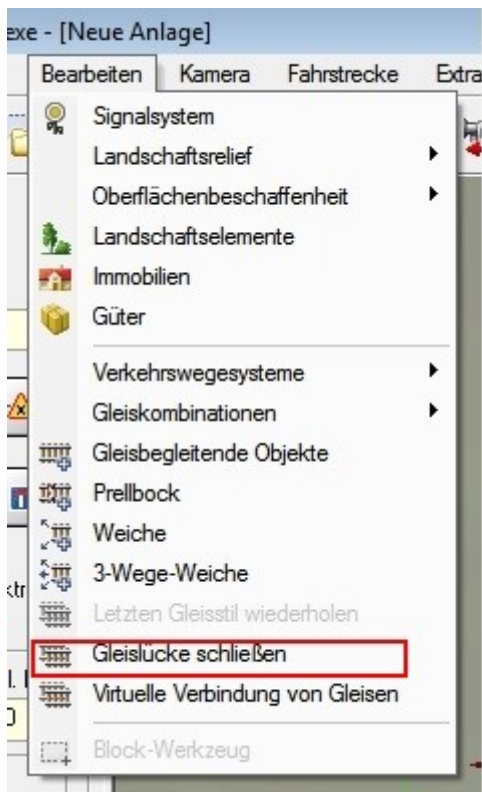 exe - [Neue Anlage]
Bearbeiten Kamera Fahrstrecke Extra
Signalsystem
Landschaftsrelief
Oberflächenbeschaffenheit
Landschaftselemente
Immobilien
Güter
Verkehrswegesysteme
Gleiskombinationen
Gleisbegleitende Objekte
Prellbock
Weiche
3-Wege-Weiche
Letzten Gleisstil wiederholen
Gleislücke schließen
Virtuelle Verbindung von Gleisen
Block-Werkzeug